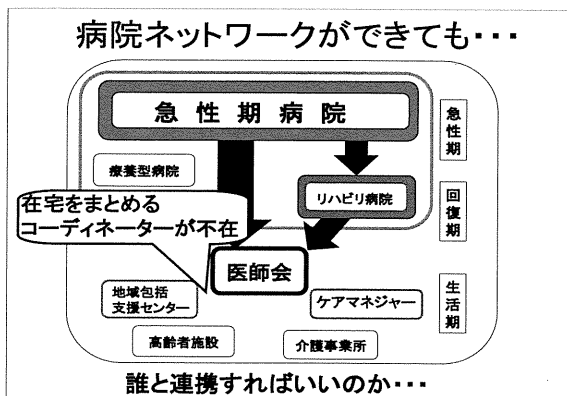 病院ネットワークができても・・・
急性期病院
急性期
療養型病院
リハビリ病院
回復期
在宅をまとめる
コーディネーターが不在
医師会
地域包括
支援センター
ケアマネジャー
生活期
高齢者施設
介護事業所
誰と連携すればいいのか・・・